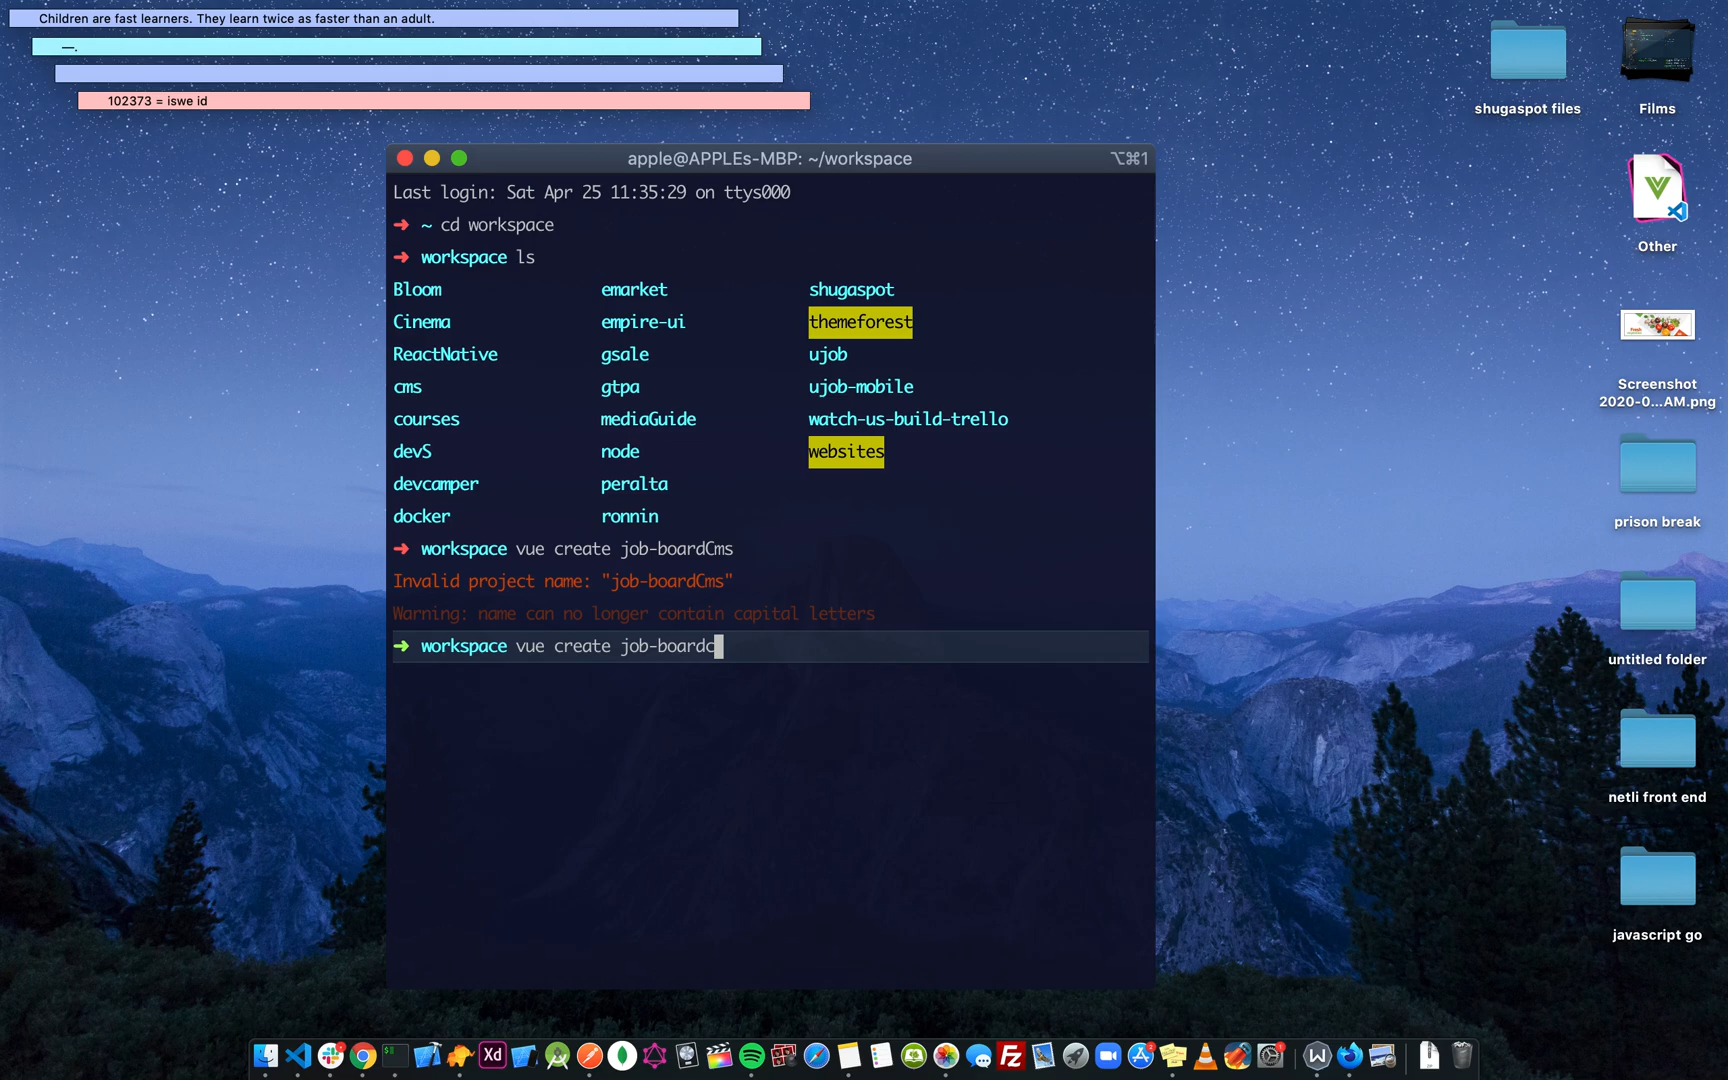 Children are fast learners. They learn twice as faster than an adult.
—.
102373 = iswe id
shugaspot files
Films
Other
Screenshot
2020-0...AM.png
prison break
untitled folder
netli front end
javascript go
apple@APPLEs-MBP: ~/workspace
⌥⌘1
Last login: Sat Apr 25 11:35:29 on ttys000
➜ ~ cd workspace
➜ workspace ls
Bloom emarket shugaspot
Cinema empire-ui themeforest
ReactNative gsale ujob
cms gtpa ujob-mobile
courses mediaGuide watch-us-build-trello
devS node websites
devcamper peralta
docker ronnin
➜ workspace vue create job-boardCms
Invalid project name: "job-boardCms"
Warning: name can no longer contain capital letters
➜ workspace vue create job-boardc
Xd
FZ
W